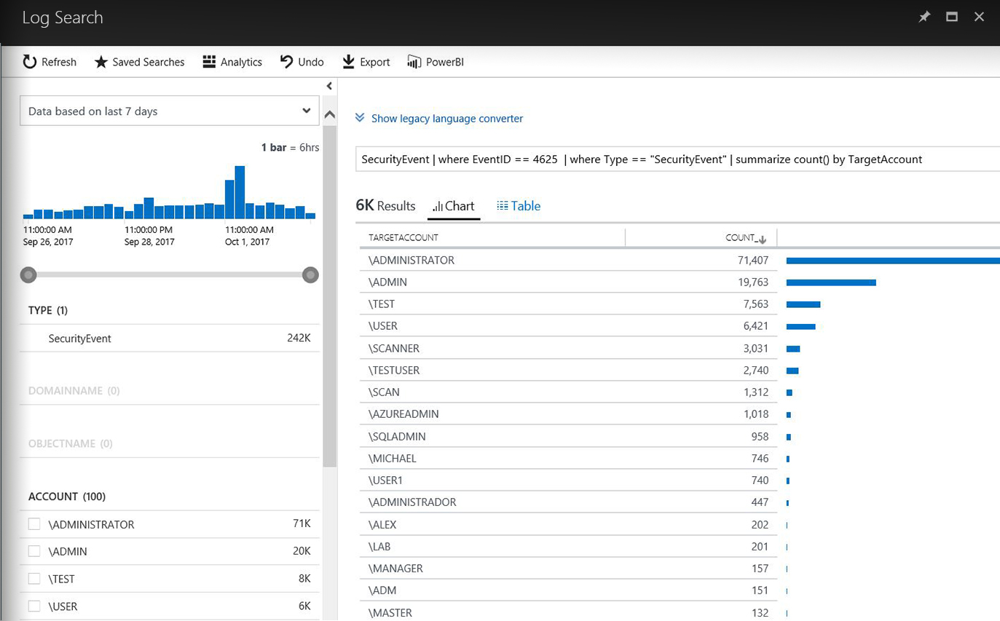 Log Search
Refresh Saved Searches Analytics Undo Export PowerBI
Data based on last 7 days
1 bar = 6hrs
11:00:00 AM 11:00:00 PM 11:00:00 AM
Sep 26, 2017 Sep 28, 2017 Oct 1, 2017
TYPE (1)
SecurityEvent 242K
DOMAINNAME (0)
OBJECTNAME (0)
ACCOUNT (100)
\ADMINISTRATOR 71K
\ADMIN 20K
\TEST 8K
\USER 6K
Show legacy language converter
SecurityEvent | where EventID == 4625 | where Type == "SecurityEvent" | summarize count() by TargetAccount
6K Results Chart Table
TARGETACCOUNT COUNT_
\ADMINISTRATOR 71,407
\ADMIN 19,763
\TEST 7,563
\USER 6,421
\SCANNER 3,031
\TESTUSER 2,740
\SCAN 1,312
\AZUREADMIN 1,018
\SQLADMIN 958
\MICHAEL 746
\USER1 740
\ADMINISTRADOR 447
\ALEX 202
\LAB 201
\MANAGER 157
\ADM 151
\MASTER 132